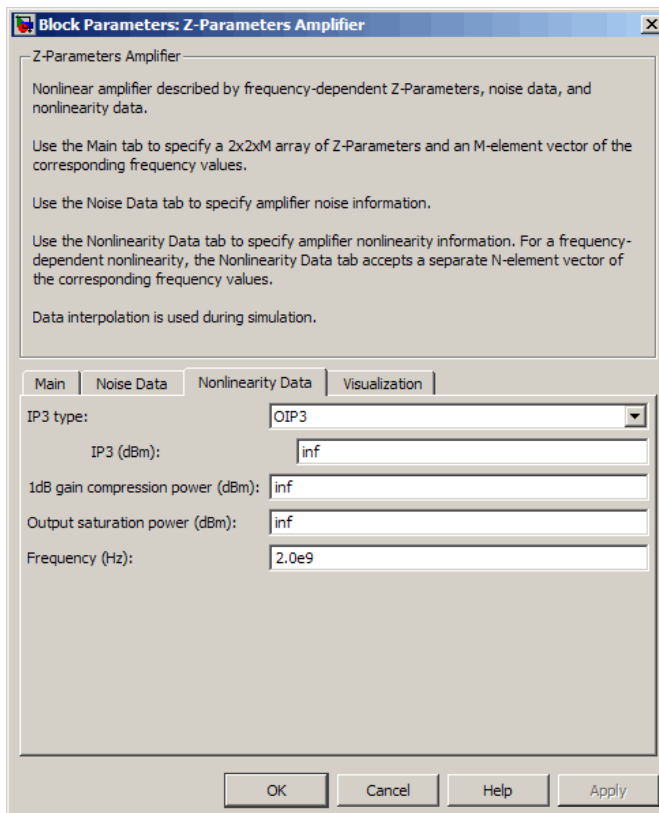 Block Parameters: Z-Parameters Amplifier
Z-Parameters Amplifier
Nonlinear amplifier described by frequency-dependent Z-Parameters, noise data, and
nonlinearity data.
Use the Main tab to specify a 2x2xM array of Z-Parameters and an M-element vector of the
corresponding frequency values.
Use the Noise Data tab to specify amplifier noise information.
Use the Nonlinearity Data tab to specify amplifier nonlinearity information. For a frequency-
dependent nonlinearity, the Nonlinearity Data tab accepts a separate N-element vector of
the corresponding frequency values.
Data interpolation is used during simulation.
Main Noise Data Nonlinearity Data Visualization
IP3 type: OIP3
IP3 (dBm): inf
1dB gain compression power (dBm): inf
Output saturation power (dBm): inf
Frequency (Hz): 2.0e9
OK Cancel Help Apply